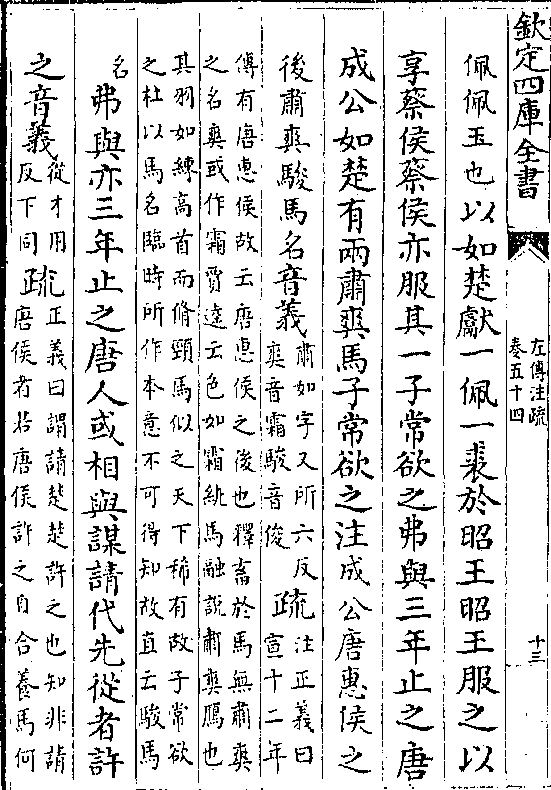 欽定四庫全書
左傳注疏
卷五十四
十三
佩佩玉也以如楚獻一佩一裘於昭王昭王服之以
享蔡侯蔡侯亦服其一子常欲之弗與三年止之唐
成公如楚有兩肅爽馬子常欲之注成公唐惠侯之
後肅爽駿馬名音義肅如字又所六反
爽音霜駿音俊
疏注正義曰
宣十二年
傳有唐惠侯故云唐惠侯之後也釋畜於馬無肅爽
之名爽或作霜賈逵云色如霜紈馬融說肅爽鴈也
其羽如練高首而脩頸馬似之天下稀有故子常欲
之杜以馬名臨時所作本意不可得知故直云駿馬
名
弗與亦三年止之唐人或相與謀請代先從者許
之音義從才用
反下同
疏正義曰謂請楚楚許之也知非請
唐侯者若唐侯許之自合養馬何